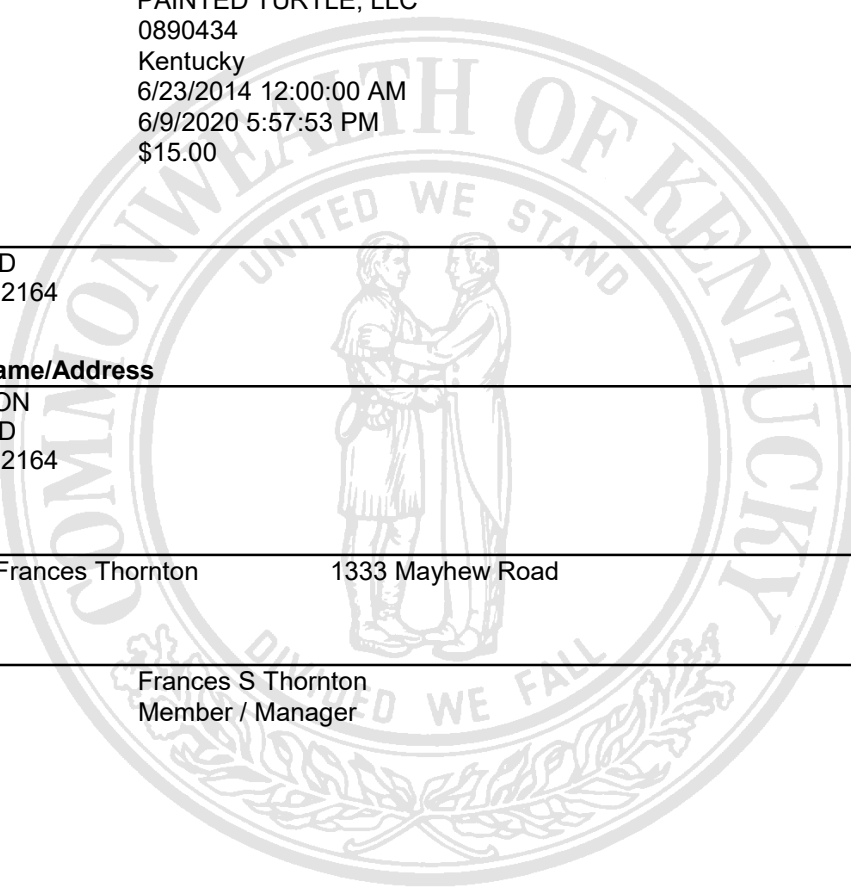 PAINTED TURTLE, LLC
0890434
Kentucky
6/23/2014 12:00:00 AM
6/9/2020 5:57:53 PM
$15.00
COMMONWEALTH OF KENTUCKY
UNITED WE STAND
D
2164
ame/Address
ON
D
2164
Frances Thornton 1333 Mayhew Road
DIVIDED WE FALL
Frances S Thornton
Member / Manager